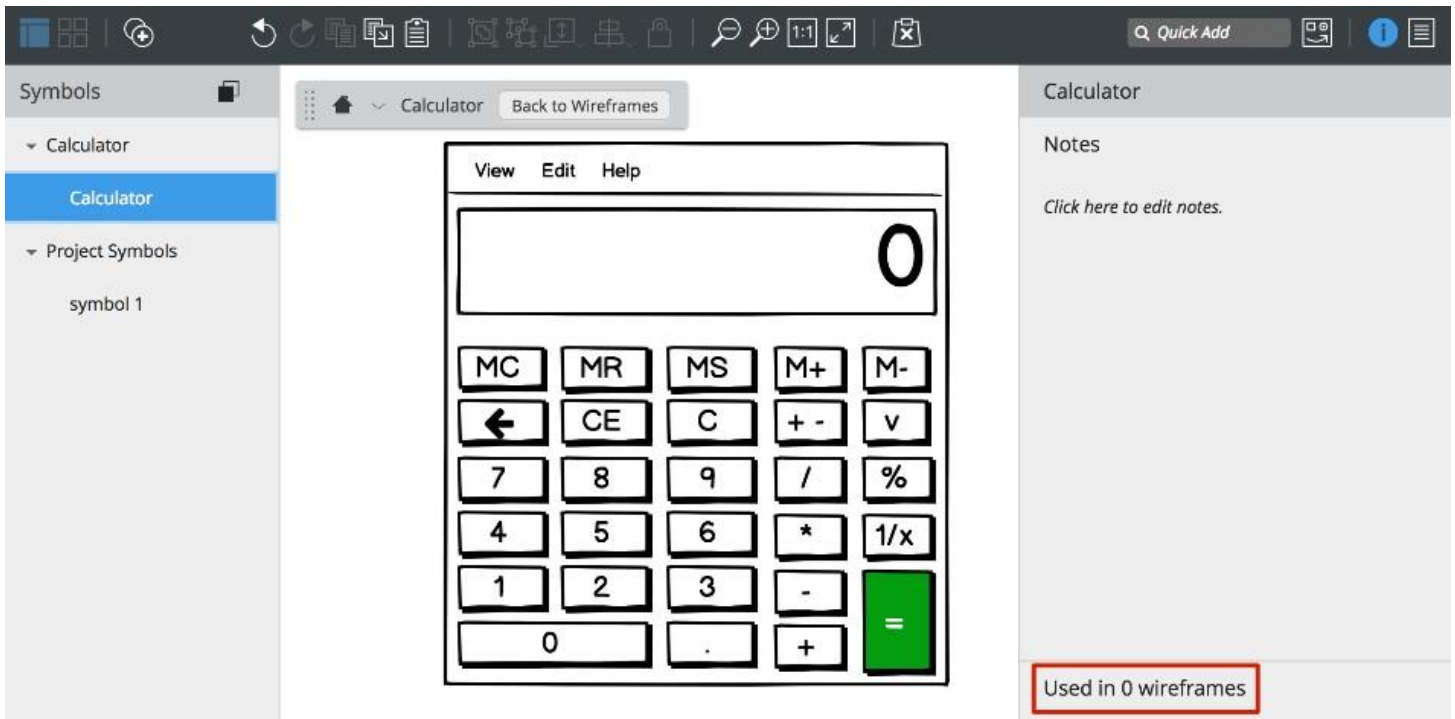 1:1
Quick Add
Symbols
Calculator
Calculator
Project Symbols
symbol 1
Calculator Back to Wireframes
View Edit Help
0
MC MR MS M+ M-
CE C + - v
7 8 9 / %
4 5 6 * 1/x
1 2 3 - =
0 . +
Calculator
Notes
Click here to edit notes.
Used in 0 wireframes